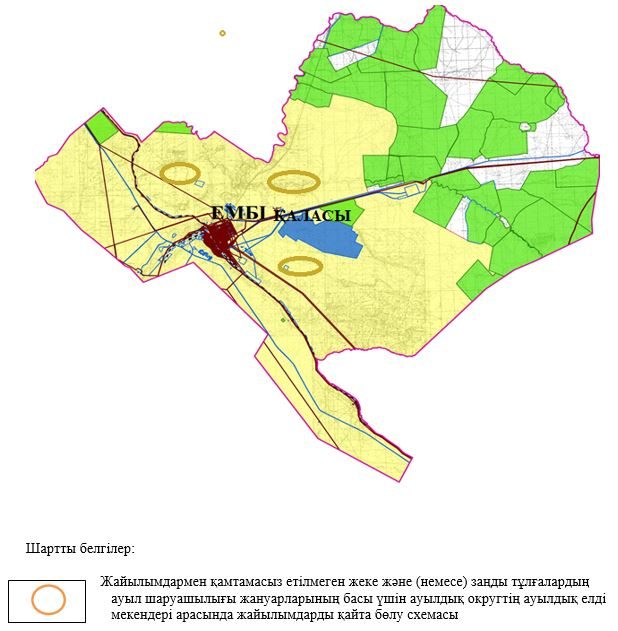 ЕМБІ ҚАЛАСЫ
Шартты белгілер:
Жайылымдармен қамтамасыз етілмеген жеке және (немесе) заңды тұлғалардың
ауыл шаруашылығы жануарларының басы үшін ауылдық округтің ауылдық елді
мекендері арасында жайылымдарды қайта бөлу схемасы